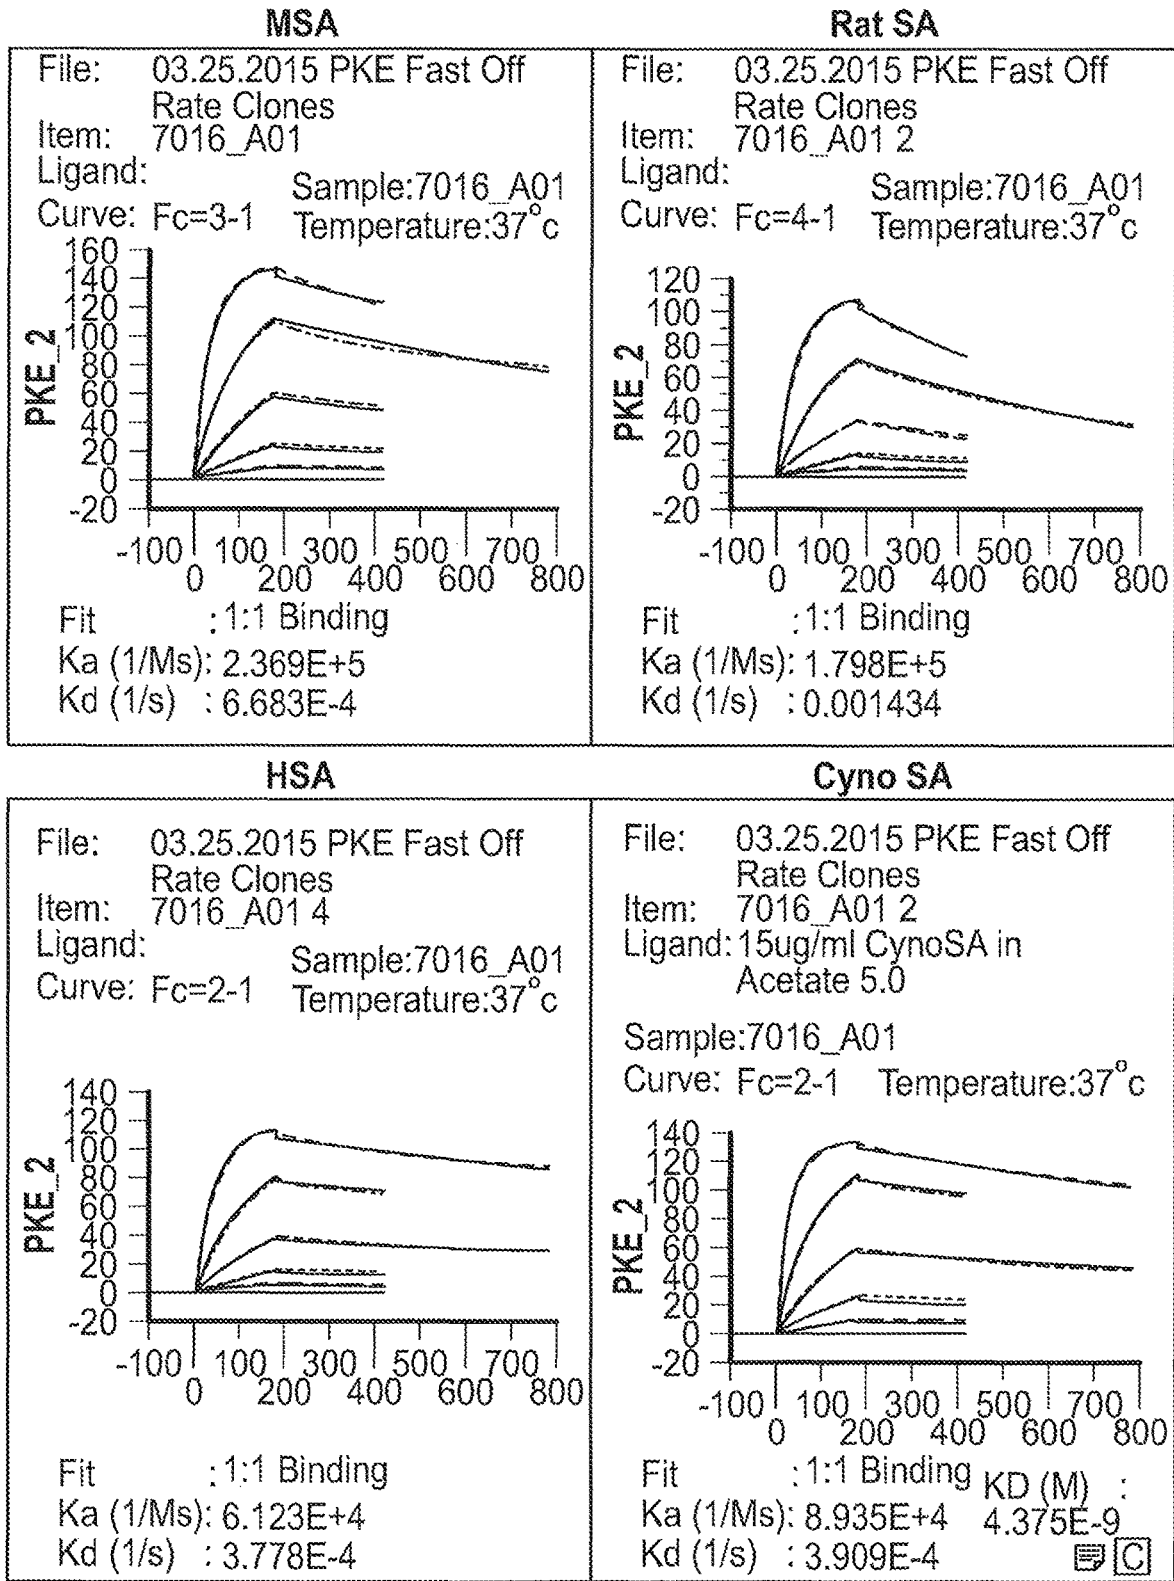 MSA
File: 03.25.2015 PKE Fast Off
Rate Clones
Item: 7016_A01
Ligand:
Sample:7016_A01
Curve: Fc=3-1 Temperature:37°c
160
140
120
100
80
60
40
20
0
-20
PKE_2
-100 100 300 500 700
0 200 400 600 800
Fit : 1:1 Binding
Ka (1/Ms): 2.369E+5
Kd (1/s) : 6.683E-4
Rat SA
File: 03.25.2015 PKE Fast Off
Rate Clones
Item: 7016_A01 2
Ligand:
Sample:7016_A01
Curve: Fc=4-1 Temperature:37°c
120
100
80
60
40
20
0
-20
PKE_2
-100 100 300 500 700
0 200 400 600 800
Fit : 1:1 Binding
Ka (1/Ms): 1.798E+5
Kd (1/s) : 0.001434
HSA
File: 03.25.2015 PKE Fast Off
Rate Clones
Item: 7016_A01 4
Ligand:
Sample:7016_A01
Curve: Fc=2-1 Temperature:37°c
140
120
100
80
60
40
20
0
-20
PKE_2
-100 100 300 500 700
0 200 400 600 800
Fit : 1:1 Binding
Ka (1/Ms): 6.123E+4
Kd (1/s) : 3.778E-4
Cyno SA
File: 03.25.2015 PKE Fast Off
Rate Clones
Item: 7016_A01 2
Ligand: 15ug/ml CynoSA in
Acetate 5.0
Sample:7016_A01
Curve: Fc=2-1 Temperature:37°c
140
120
100
80
60
40
20
0
-20
PKE_2
-100 100 300 500 700
0 200 400 600 800
Fit : 1:1 Binding KD (M) :
Ka (1/Ms): 8.935E+4 4.375E-9
Kd (1/s) : 3.909E-4 C